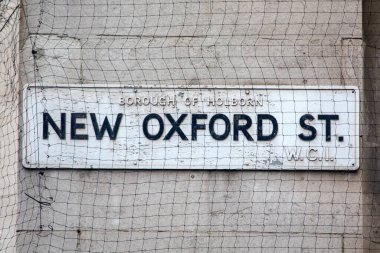 BOROUGH OF HOLBORN
NEW OXFORD ST.
W.C.1.